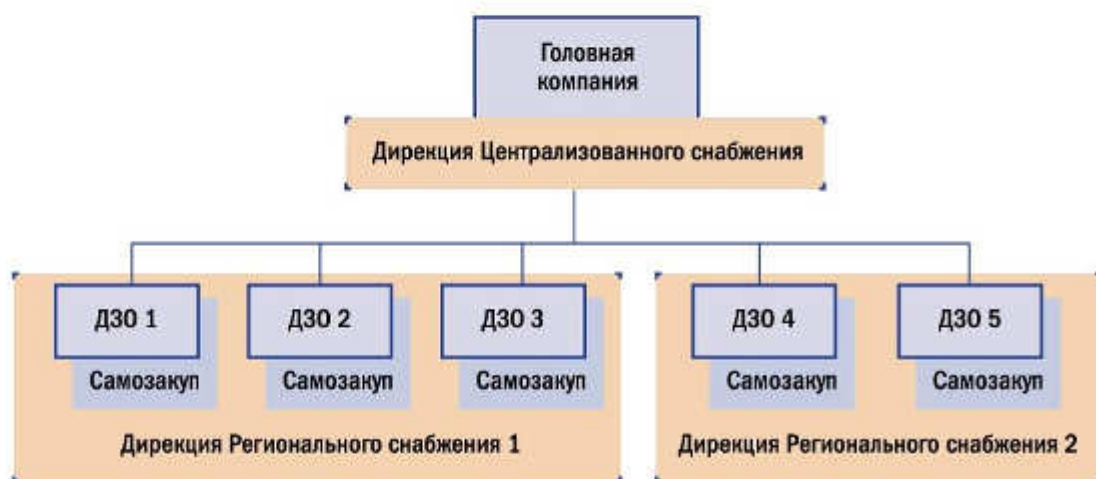 Головная
компания
Дирекция Централизованного снабжения
ДЗО 1
ДЗО 2
ДЗО 3
ДЗО 4
ДЗО 5
Самозакуп
Самозакуп
Самозакуп
Самозакуп
Самозакуп
Дирекция Регионального снабжения 1
Дирекция Регионального снабжения 2